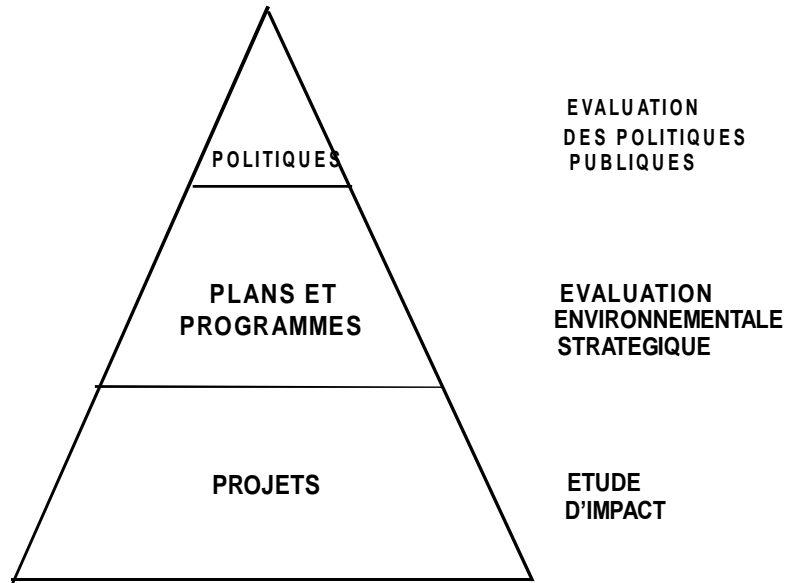 POLITIQUES
EVALUATION
DES POLITIQUES
PUBLIQUES
PLANS ET
PROGRAMMES
EVALUATION
ENVIRONNEMENTALE
STRATEGIQUE
PROJETS
ETUDE
D'IMPACT